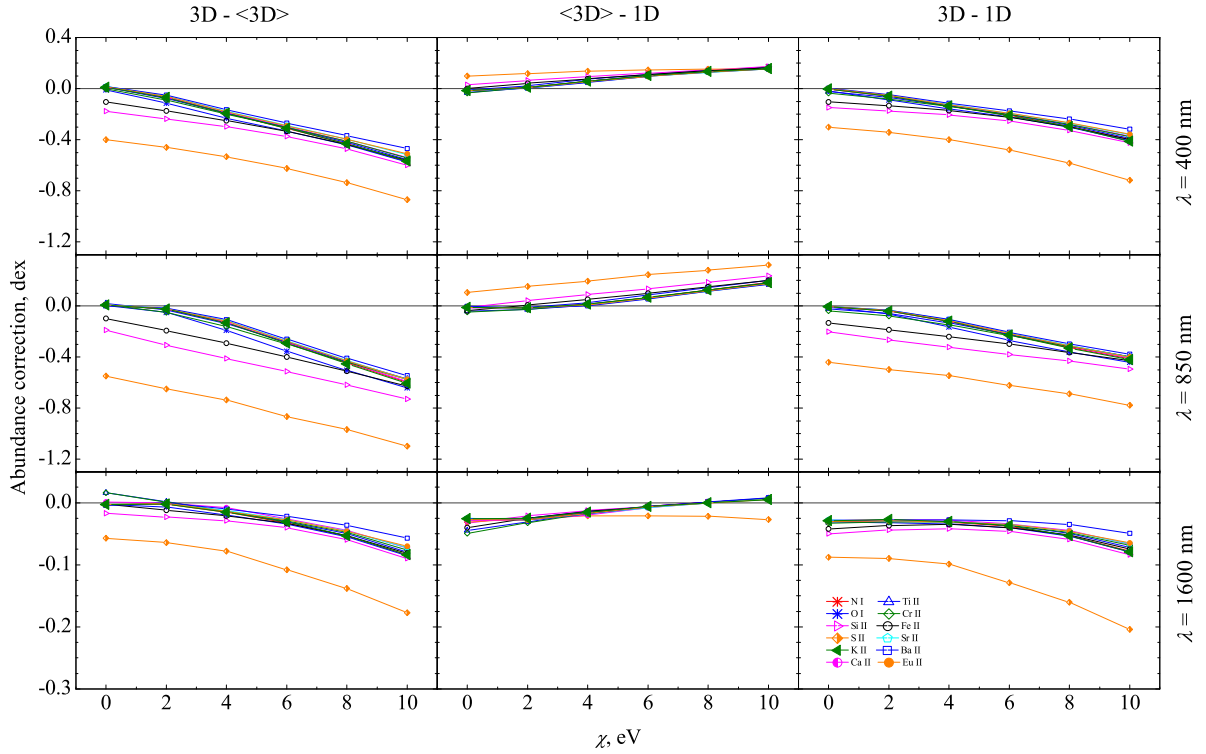 3D - <3D>
<3D> - 1D
3D - 1D
Abundance correction, dex
0.4
0.0
-0.4
-0.8
-1.2
λ = 400 nm
0.0
-0.4
-0.8
-1.2
λ = 850 nm
0.0
-0.1
-0.2
-0.3
λ = 1600 nm
N I
Ti II
O I
Cr II
Si II
Fe II
S II
Sr II
K II
Ba II
Ca II
Eu II
0 2 4 6 8 10
0 2 4 6 8 10
0 2 4 6 8 10
χ, eV